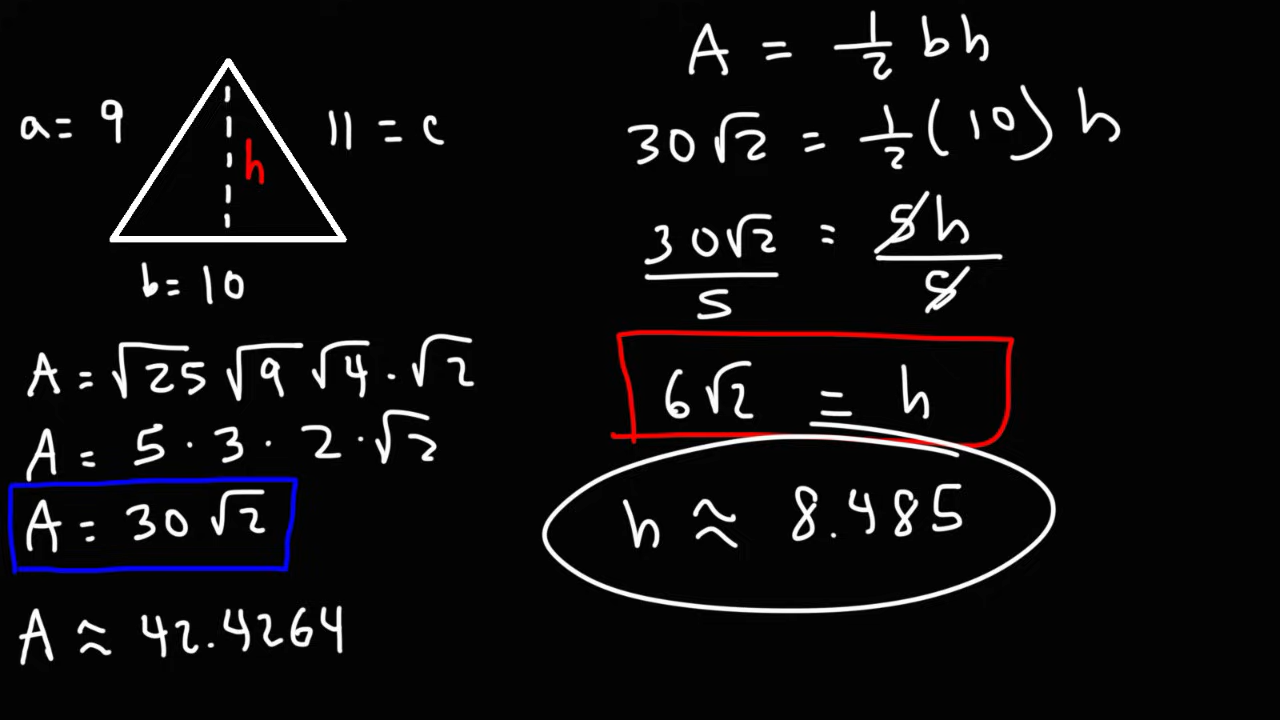 a = 9
h
11 = c
b = 10
A = √25 √9 √4 · √2
A = 5 · 3 · 2 · √2
A = 30 √2
A ≈ 42.4264
A = 1/2 bh
30√2 = 1/2 (10) h
30√2/5 = 5h/5
6√2 = h
h ≈ 8.485